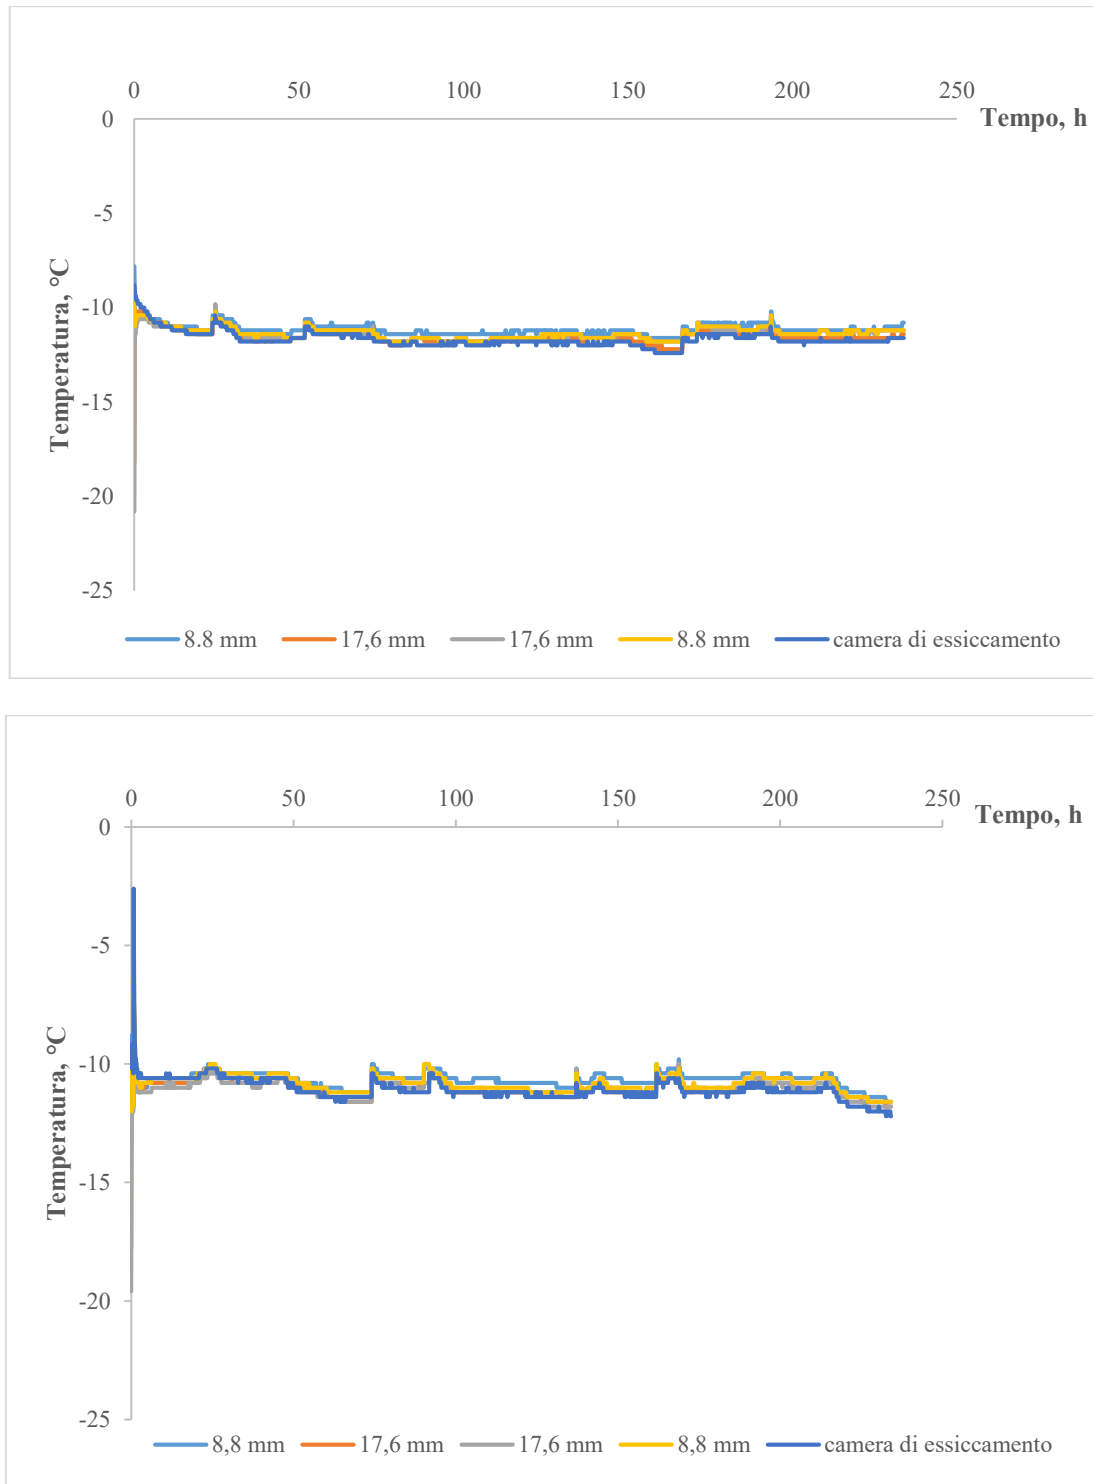 0 50 100 150 200 250
Tempo, h
0
-5
-10
-15
-20
-25
Temperatura, °C
8.8 mm 17,6 mm 17,6 mm 8.8 mm camera di essiccamento
0 50 100 150 200 250
Tempo, h
0
-5
-10
-15
-20
-25
Temperatura, °C
8,8 mm 17,6 mm 17,6 mm 8,8 mm camera di essiccamento